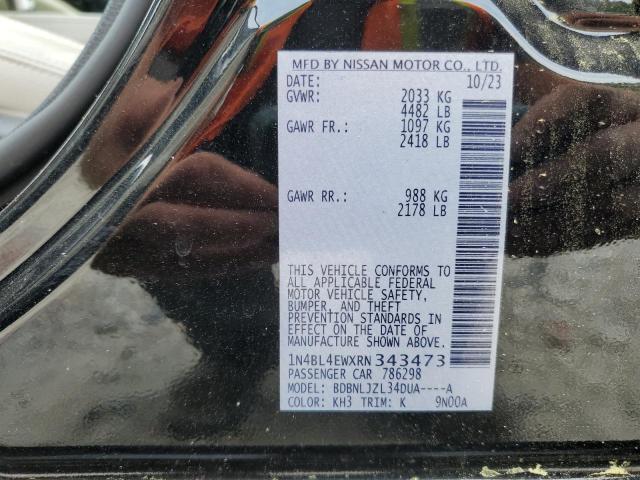 MFD BY NISSAN MOTOR CO., LTD.
DATE: 10/23
GVWR: 2033 KG
4482 LB
GAWR FR.: 1097 KG
2418 LB
GAWR RR.: 988 KG
2178 LB
THIS VEHICLE CONFORMS TO
ALL APPLICABLE FEDERAL
MOTOR VEHICLE SAFETY,
BUMPER, AND THEFT
PREVENTION STANDARDS IN
EFFECT ON THE DATE OF
MANUFACTURE SHOWN ABOVE.
1N4BL4EWXRN343473
PASSENGER CAR 786298
MODEL: BDBNLJZL34DUA----A
COLOR: KH3 TRIM: K 9N00A